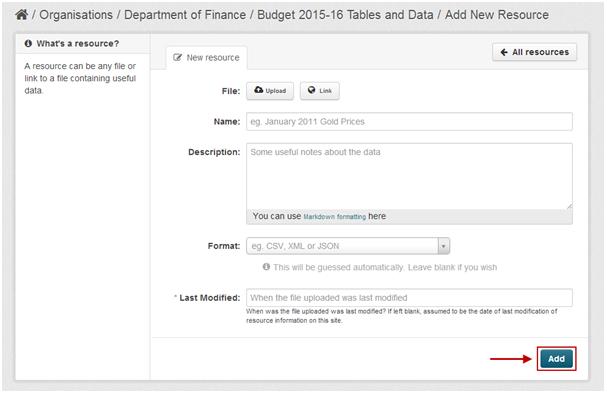 / Organisations / Department of Finance / Budget 2015-16 Tables and Data / Add New Resource
What's a resource?
A resource can be any file or
link to a file containing useful
data.
New resource
All resources
File: Upload Link
Name: eg. January 2011 Gold Prices
Description: Some useful notes about the data
You can use Markdown formatting here
Format: eg. CSV, XML or JSON
This will be guessed automatically. Leave blank if you wish
* Last Modified: When the file uploaded was last modified
When was the file uploaded was last modified? If left blank, assumed to be the date of last modification of
resource information on this site.
Add